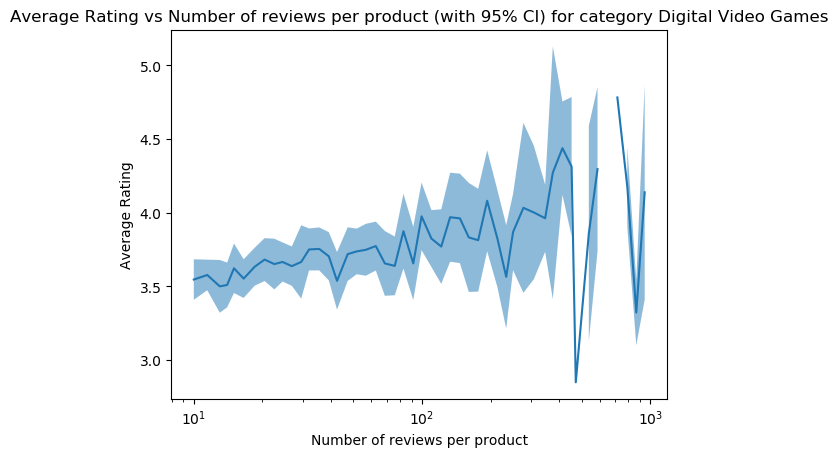 Average Rating vs Number of reviews per product (with 95% CI) for category Digital Video Games
5.0
4.5
4.0
3.5
3.0
Average Rating
10¹
10²
10³
Number of reviews per product